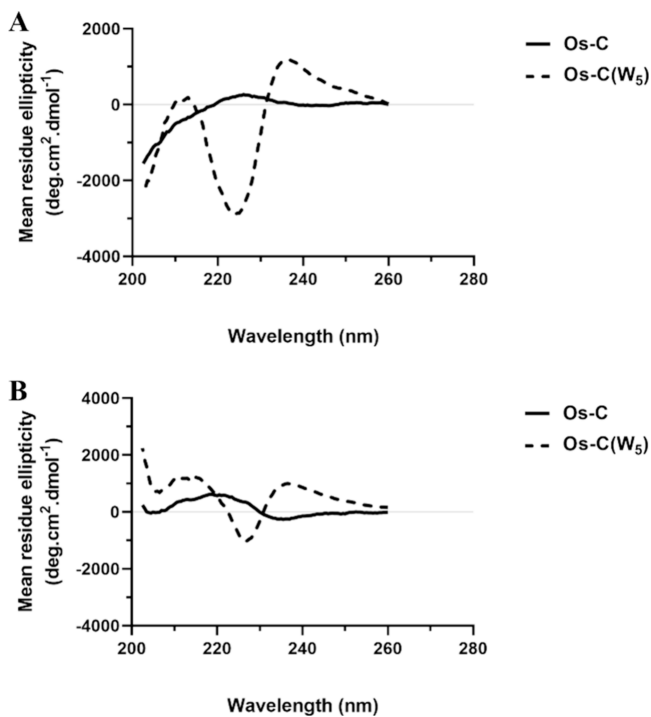 A
Mean residue ellipticity
(deg.cm².dmol⁻¹)
2000
0
-2000
-4000
200
220
240
260
280
Wavelength (nm)
Os-C
Os-C(W₅)
B
Mean residue ellipticity
(deg.cm².dmol⁻¹)
4000
2000
0
-2000
-4000
200
220
240
260
280
Wavelength (nm)
Os-C
Os-C(W₅)